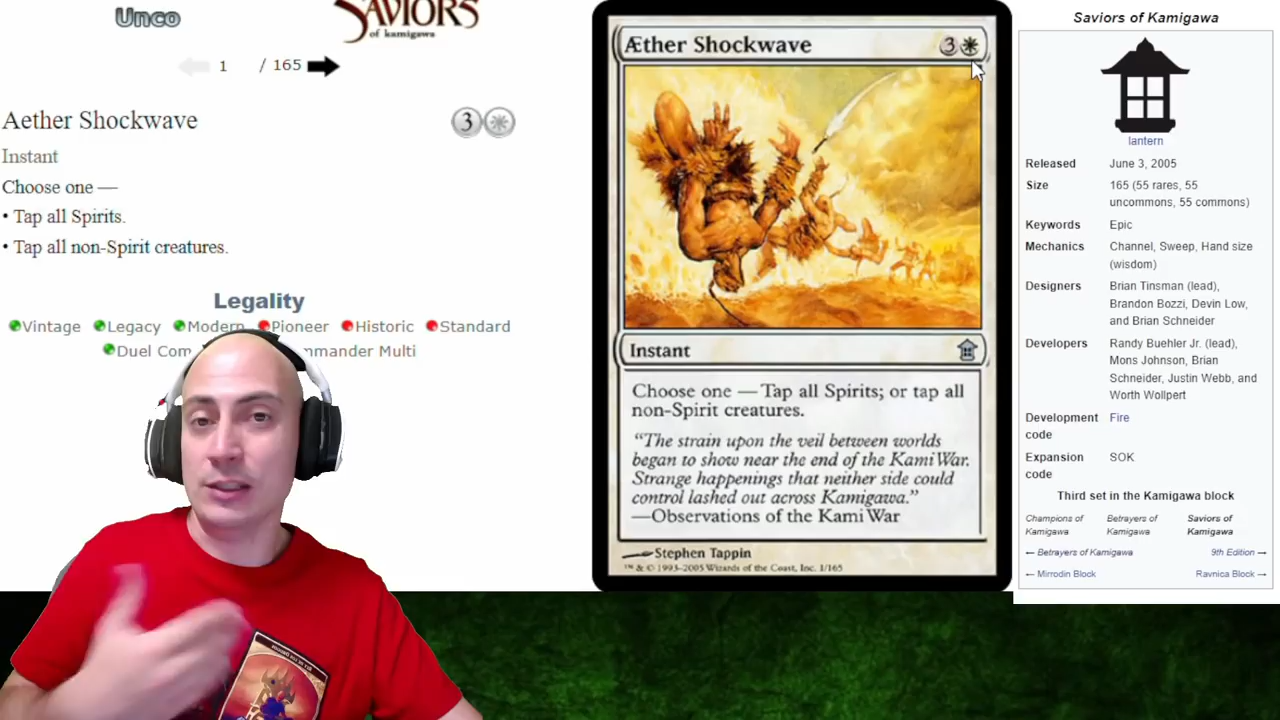 Unco
SAVIORS
of kamigawa
1 / 165
Aether Shockwave
3
Instant
Choose one —
• Tap all Spirits.
• Tap all non-Spirit creatures.
Legality
Vintage Legacy Modern Pioneer Historic Standard
Duel Com mmander Multi
Æther Shockwave
3
Instant
Choose one — Tap all Spirits; or tap all
non-Spirit creatures.
“The strain upon the veil between worlds
began to show near the end of the Kami War.
Strange happenings that neither side could
control lashed out across Kamigawa.”
—Observations of the Kami War
Stephen Tappin
™ & © 1993–2005 Wizards of the Coast, Inc. 1/165
Saviors of Kamigawa
lantern
Released June 3, 2005
Size 165 (55 rares, 55
uncommons, 55 commons)
Keywords Epic
Mechanics Channel, Sweep, Hand size
(wisdom)
Designers Brian Tinsman (lead),
Brandon Bozzi, Devin Low,
and Brian Schneider
Developers Randy Buehler Jr. (lead),
Mons Johnson, Brian
Schneider, Justin Webb, and
Worth Wollpert
Development Fire
code
Expansion SOK
code
Third set in the Kamigawa block
Champions of Betrayers of Saviors of
Kamigawa Kamigawa Kamigawa
← Betrayers of Kamigawa 9th Edition →
← Mirrodin Block Ravnica Block →